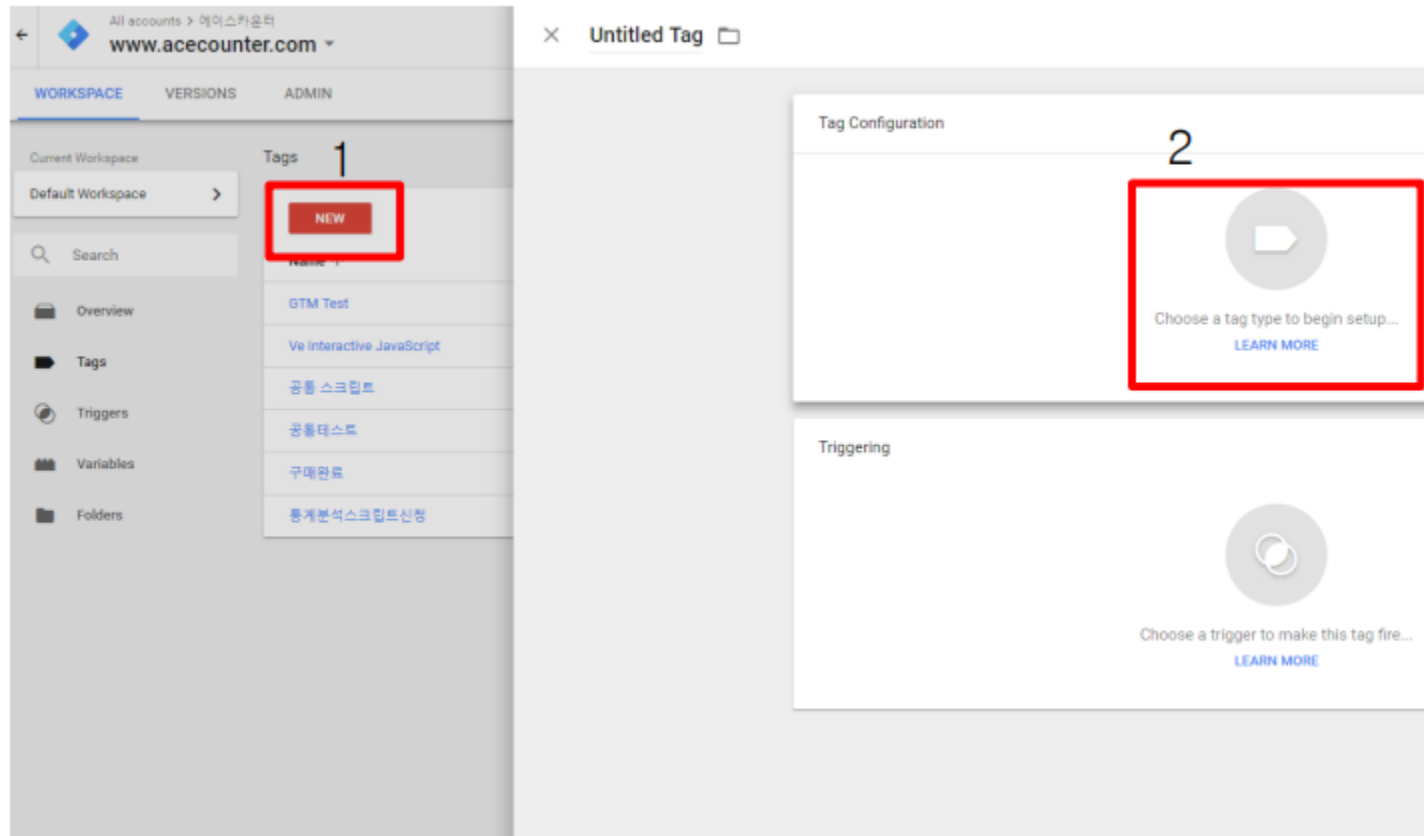 All accounts > 에이스카운터
www.acecounter.com
WORKSPACE VERSIONS ADMIN
Current Workspace
Default Workspace
Search
Overview
Tags
Triggers
Variables
Folders
Tags
1
NEW
Name
GTM Test
Ve Interactive JavaScript
공통 스크립트
공통테스트
구매완료
통계분석스크립트신청
Untitled Tag
Tag Configuration
2
Choose a tag type to begin setup...
LEARN MORE
Triggering
Choose a trigger to make this tag fire...
LEARN MORE